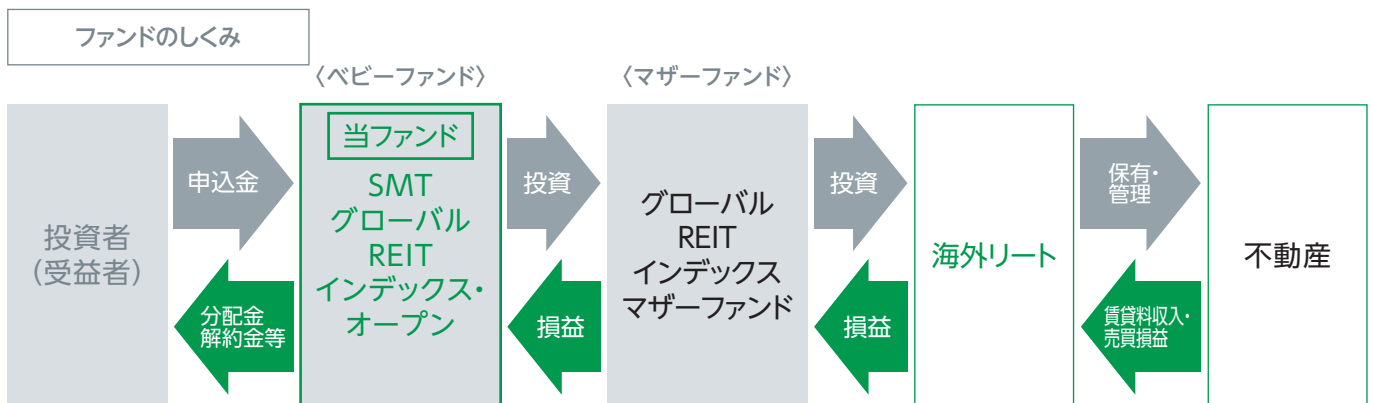 ファンドのしくみ
〈ベビーファンド〉
〈マザーファンド〉
投資者
（受益者）
申込金
分配金
解約金等
当ファンド
SMT
グローバル
REIT
インデックス・
オープン
投資
損益
グローバル
REIT
インデックス
マザーファンド
投資
損益
海外リート
保有・
管理
賃貸料収入・
売買損益
不動産